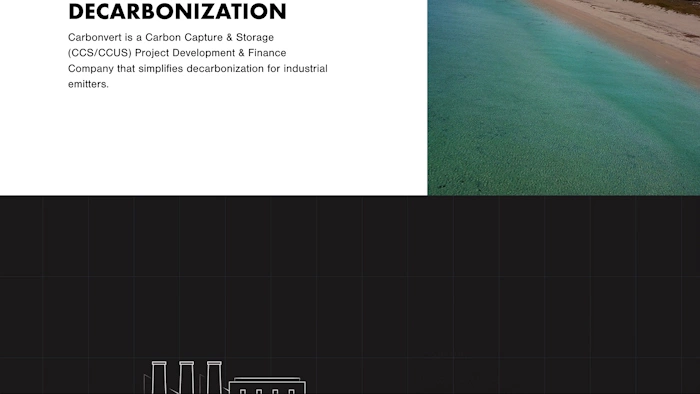 DECARBONIZATION
Carbonvert is a Carbon Capture & Storage
(CCS/CCUS) Project Development & Finance
Company that simplifies decarbonization for industrial
emitters.